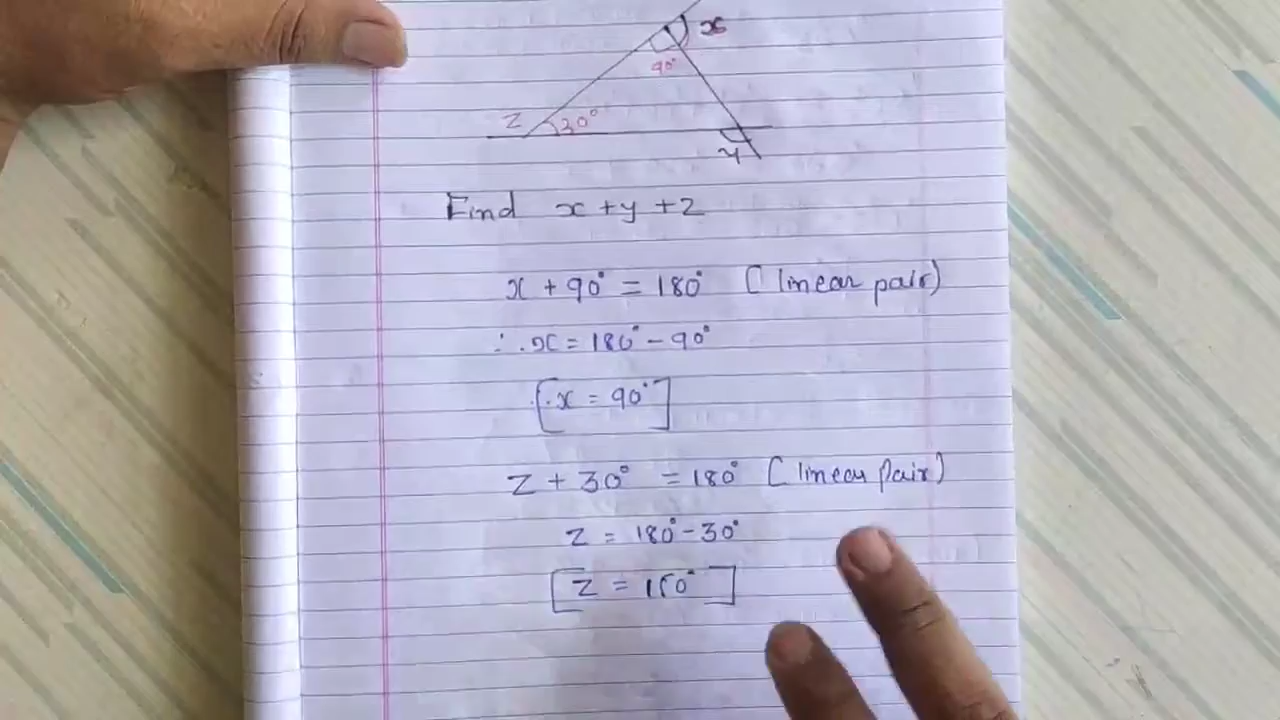 x
90°
z 30°
y
Find x + y + z
x + 90° = 180° (linear pair)
∴ x = 180° - 90°
∴ x = 90°
z + 30° = 180° (linear pair)
z = 180° - 30°
z = 150°